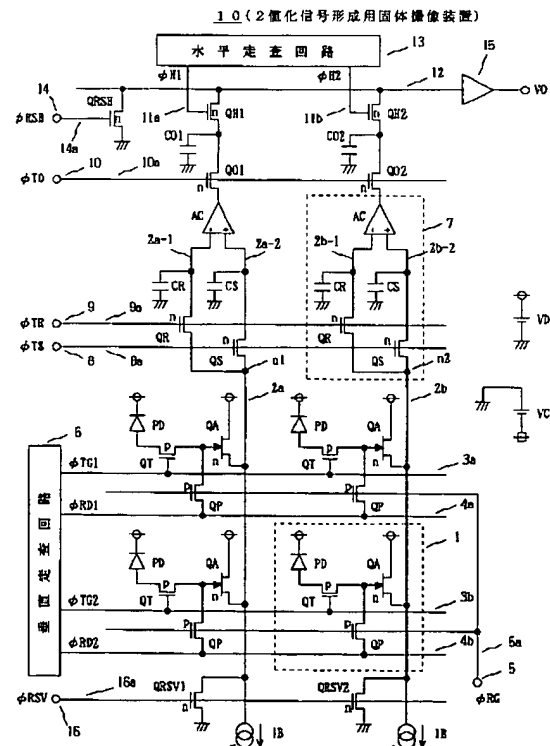 10(2値化信号形成用固体撮像装置)
水平走査回路
13
φH1
φH2
12
15
14
QRSH
11a
n
QH1
11b
n
QH2
VO
φRSH
n
14a
CO1
CO2
10
10a
QO1
QO2
φTO
n
n
AC
AC
7
2a-1
2a-2
2b-1
2b-2
CR
CS
CR
CS
9
9a
n
n
φTR
QR
QR
VD
φTS
QS
n
n1
QS
n
n2
8
8a
2a
2b
VC
6
PD
QA
PD
QA
φTG1
QT
p
n
QT
p
n
3a
p
QP
p
QP
φRD1
4a
垂直走査回路
1
PD
QA
PD
QA
p
p
φTG2
QT
n
QT
n
3b
p
p
φRD2
QP
QP
4b
5a
5
16a
QRSV1
QRSV2
φRG
φRSV
n
n
16
IB
IB